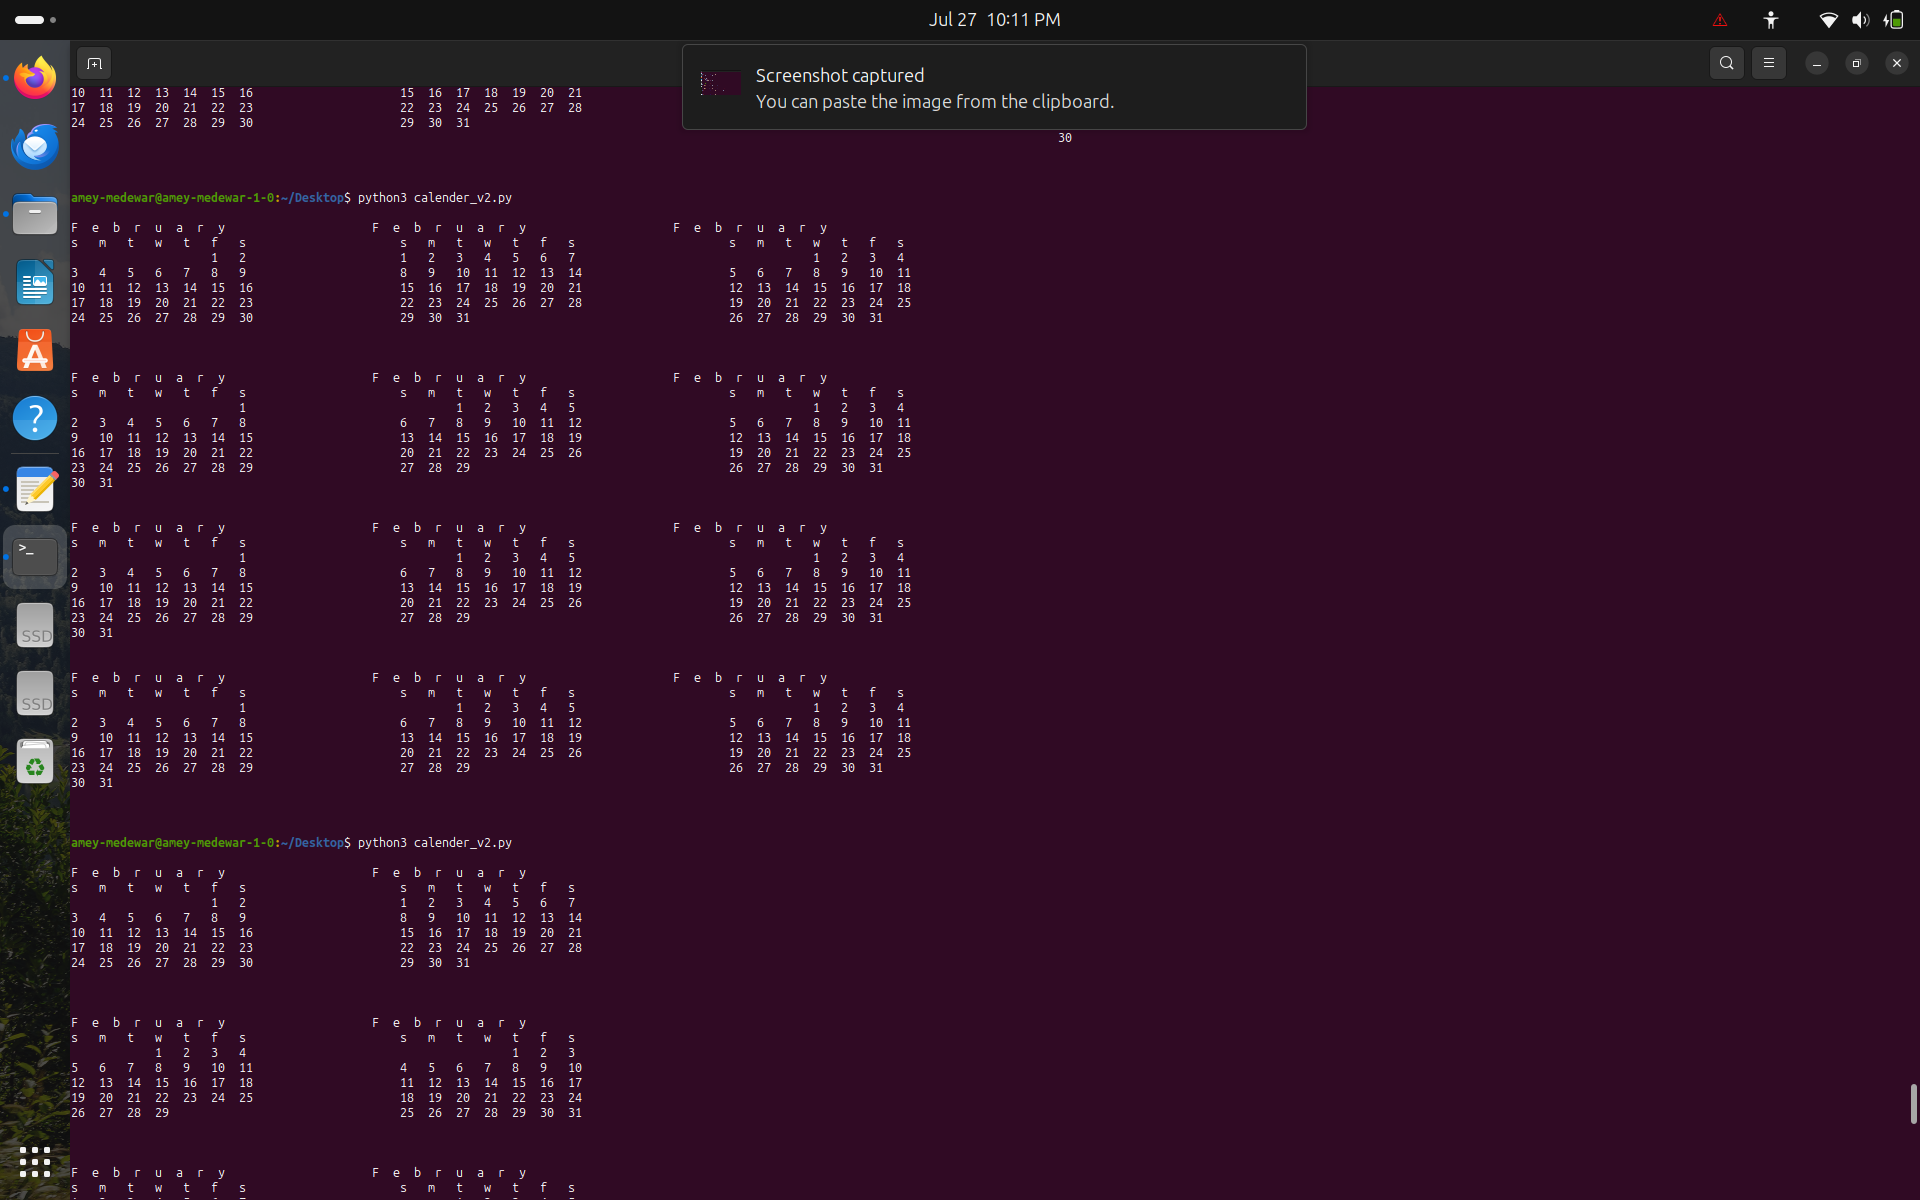 Jul 27 10:11 PM
Screenshot captured
You can paste the image from the clipboard.
10 11 12 13 14 15 16 15 16 17 18 19 20 21
17 18 19 20 21 22 23 22 23 24 25 26 27 28
24 25 26 27 28 29 30 29 30 31
30
amey-medewar@amey-medewar-1-0:~/Desktop$ python3 calender_v2.py
F e b r u a r y F e b r u a r y F e b r u a r y
s m t w t f s s m t w t f s s m t w t f s
1 2 1 2 3 4 5 6 7 1 2 3 4
3 4 5 6 7 8 9 8 9 10 11 12 13 14 5 6 7 8 9 10 11
10 11 12 13 14 15 16 15 16 17 18 19 20 21 12 13 14 15 16 17 18
17 18 19 20 21 22 23 22 23 24 25 26 27 28 19 20 21 22 23 24 25
24 25 26 27 28 29 30 29 30 31 26 27 28 29 30 31
F e b r u a r y F e b r u a r y F e b r u a r y
s m t w t f s s m t w t f s s m t w t f s
1 1 2 3 4 5 1 2 3 4
2 3 4 5 6 7 8 6 7 8 9 10 11 12 5 6 7 8 9 10 11
9 10 11 12 13 14 15 13 14 15 16 17 18 19 12 13 14 15 16 17 18
16 17 18 19 20 21 22 20 21 22 23 24 25 26 19 20 21 22 23 24 25
23 24 25 26 27 28 29 27 28 29 26 27 28 29 30 31
30 31
F e b r u a r y F e b r u a r y F e b r u a r y
s m t w t f s s m t w t f s s m t w t f s
1 1 2 3 4 5 1 2 3 4
2 3 4 5 6 7 8 6 7 8 9 10 11 12 5 6 7 8 9 10 11
9 10 11 12 13 14 15 13 14 15 16 17 18 19 12 13 14 15 16 17 18
16 17 18 19 20 21 22 20 21 22 23 24 25 26 19 20 21 22 23 24 25
23 24 25 26 27 28 29 27 28 29 26 27 28 29 30 31
30 31
F e b r u a r y F e b r u a r y F e b r u a r y
s m t w t f s s m t w t f s s m t w t f s
1 1 2 3 4 5 1 2 3 4
2 3 4 5 6 7 8 6 7 8 9 10 11 12 5 6 7 8 9 10 11
9 10 11 12 13 14 15 13 14 15 16 17 18 19 12 13 14 15 16 17 18
16 17 18 19 20 21 22 20 21 22 23 24 25 26 19 20 21 22 23 24 25
23 24 25 26 27 28 29 27 28 29 26 27 28 29 30 31
30 31
amey-medewar@amey-medewar-1-0:~/Desktop$ python3 calender_v2.py
F e b r u a r y F e b r u a r y
s m t w t f s s m t w t f s
1 2 1 2 3 4 5 6 7
3 4 5 6 7 8 9 8 9 10 11 12 13 14
10 11 12 13 14 15 16 15 16 17 18 19 20 21
17 18 19 20 21 22 23 22 23 24 25 26 27 28
24 25 26 27 28 29 30 29 30 31
F e b r u a r y F e b r u a r y
s m t w t f s s m t w t f s
1 2 3 4 1 2 3
5 6 7 8 9 10 11 4 5 6 7 8 9 10
12 13 14 15 16 17 18 11 12 13 14 15 16 17
19 20 21 22 23 24 25 18 19 20 21 22 23 24
26 27 28 29 25 26 27 28 29 30 31
F e b r u a r y F e b r u a r y
s m t w t f s s m t w t f s
SSD
SSD